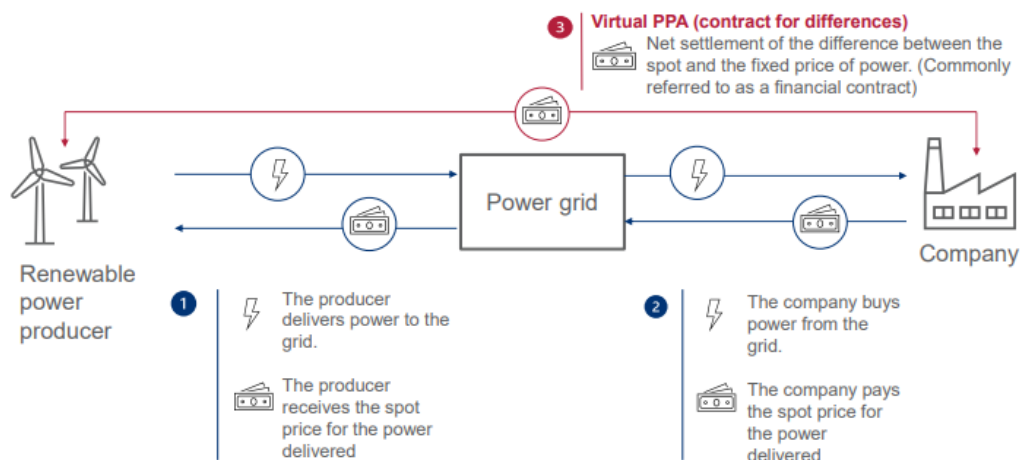 3
Virtual PPA (contract for differences)
Net settlement of the difference between the
spot and the fixed price of power. (Commonly
referred to as a financial contract)
Power grid
Renewable
power
producer
Company
1
The producer
delivers power to the
grid.
The producer
receives the spot
price for the power
delivered
2
The company buys
power from the
grid.
The company pays
the spot price for
the power
delivered